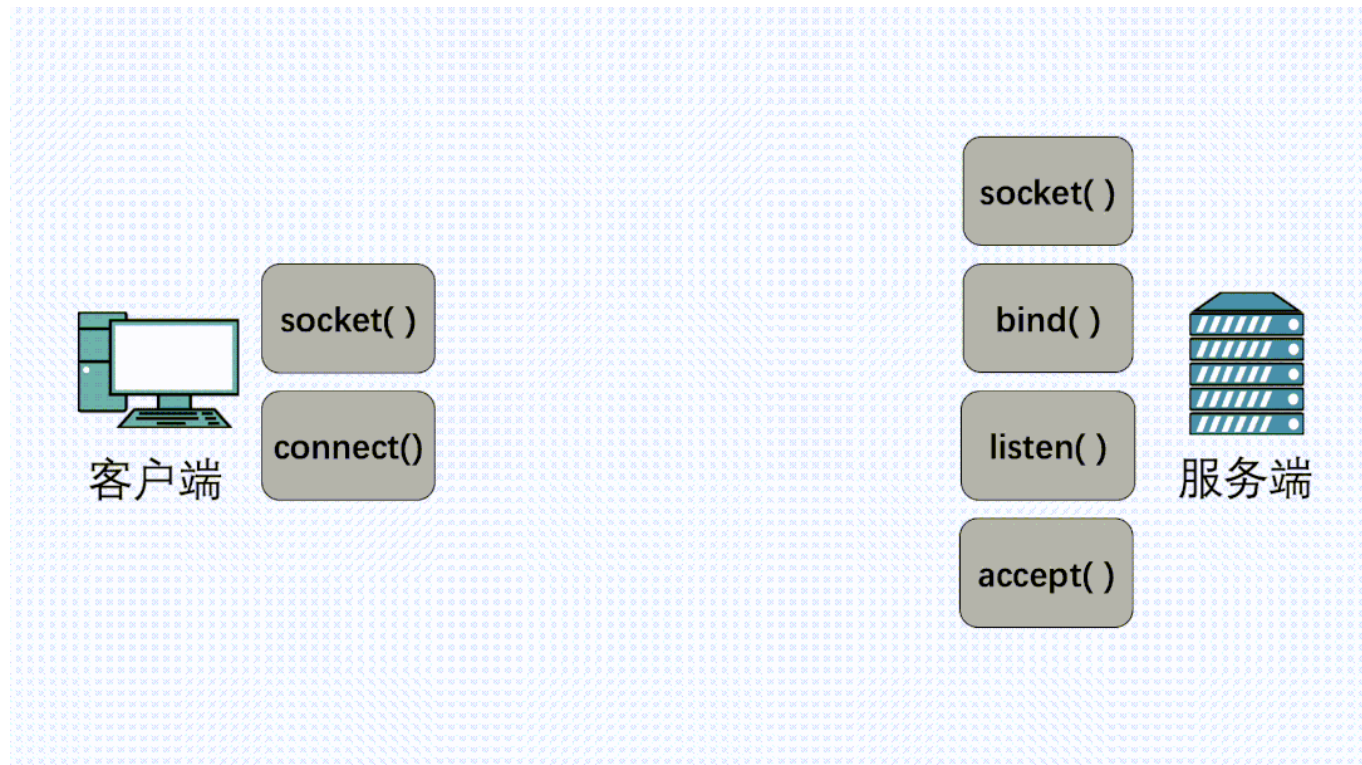 socket( )
connect()
客户端
socket( )
bind( )
listen( )
accept( )
服务端